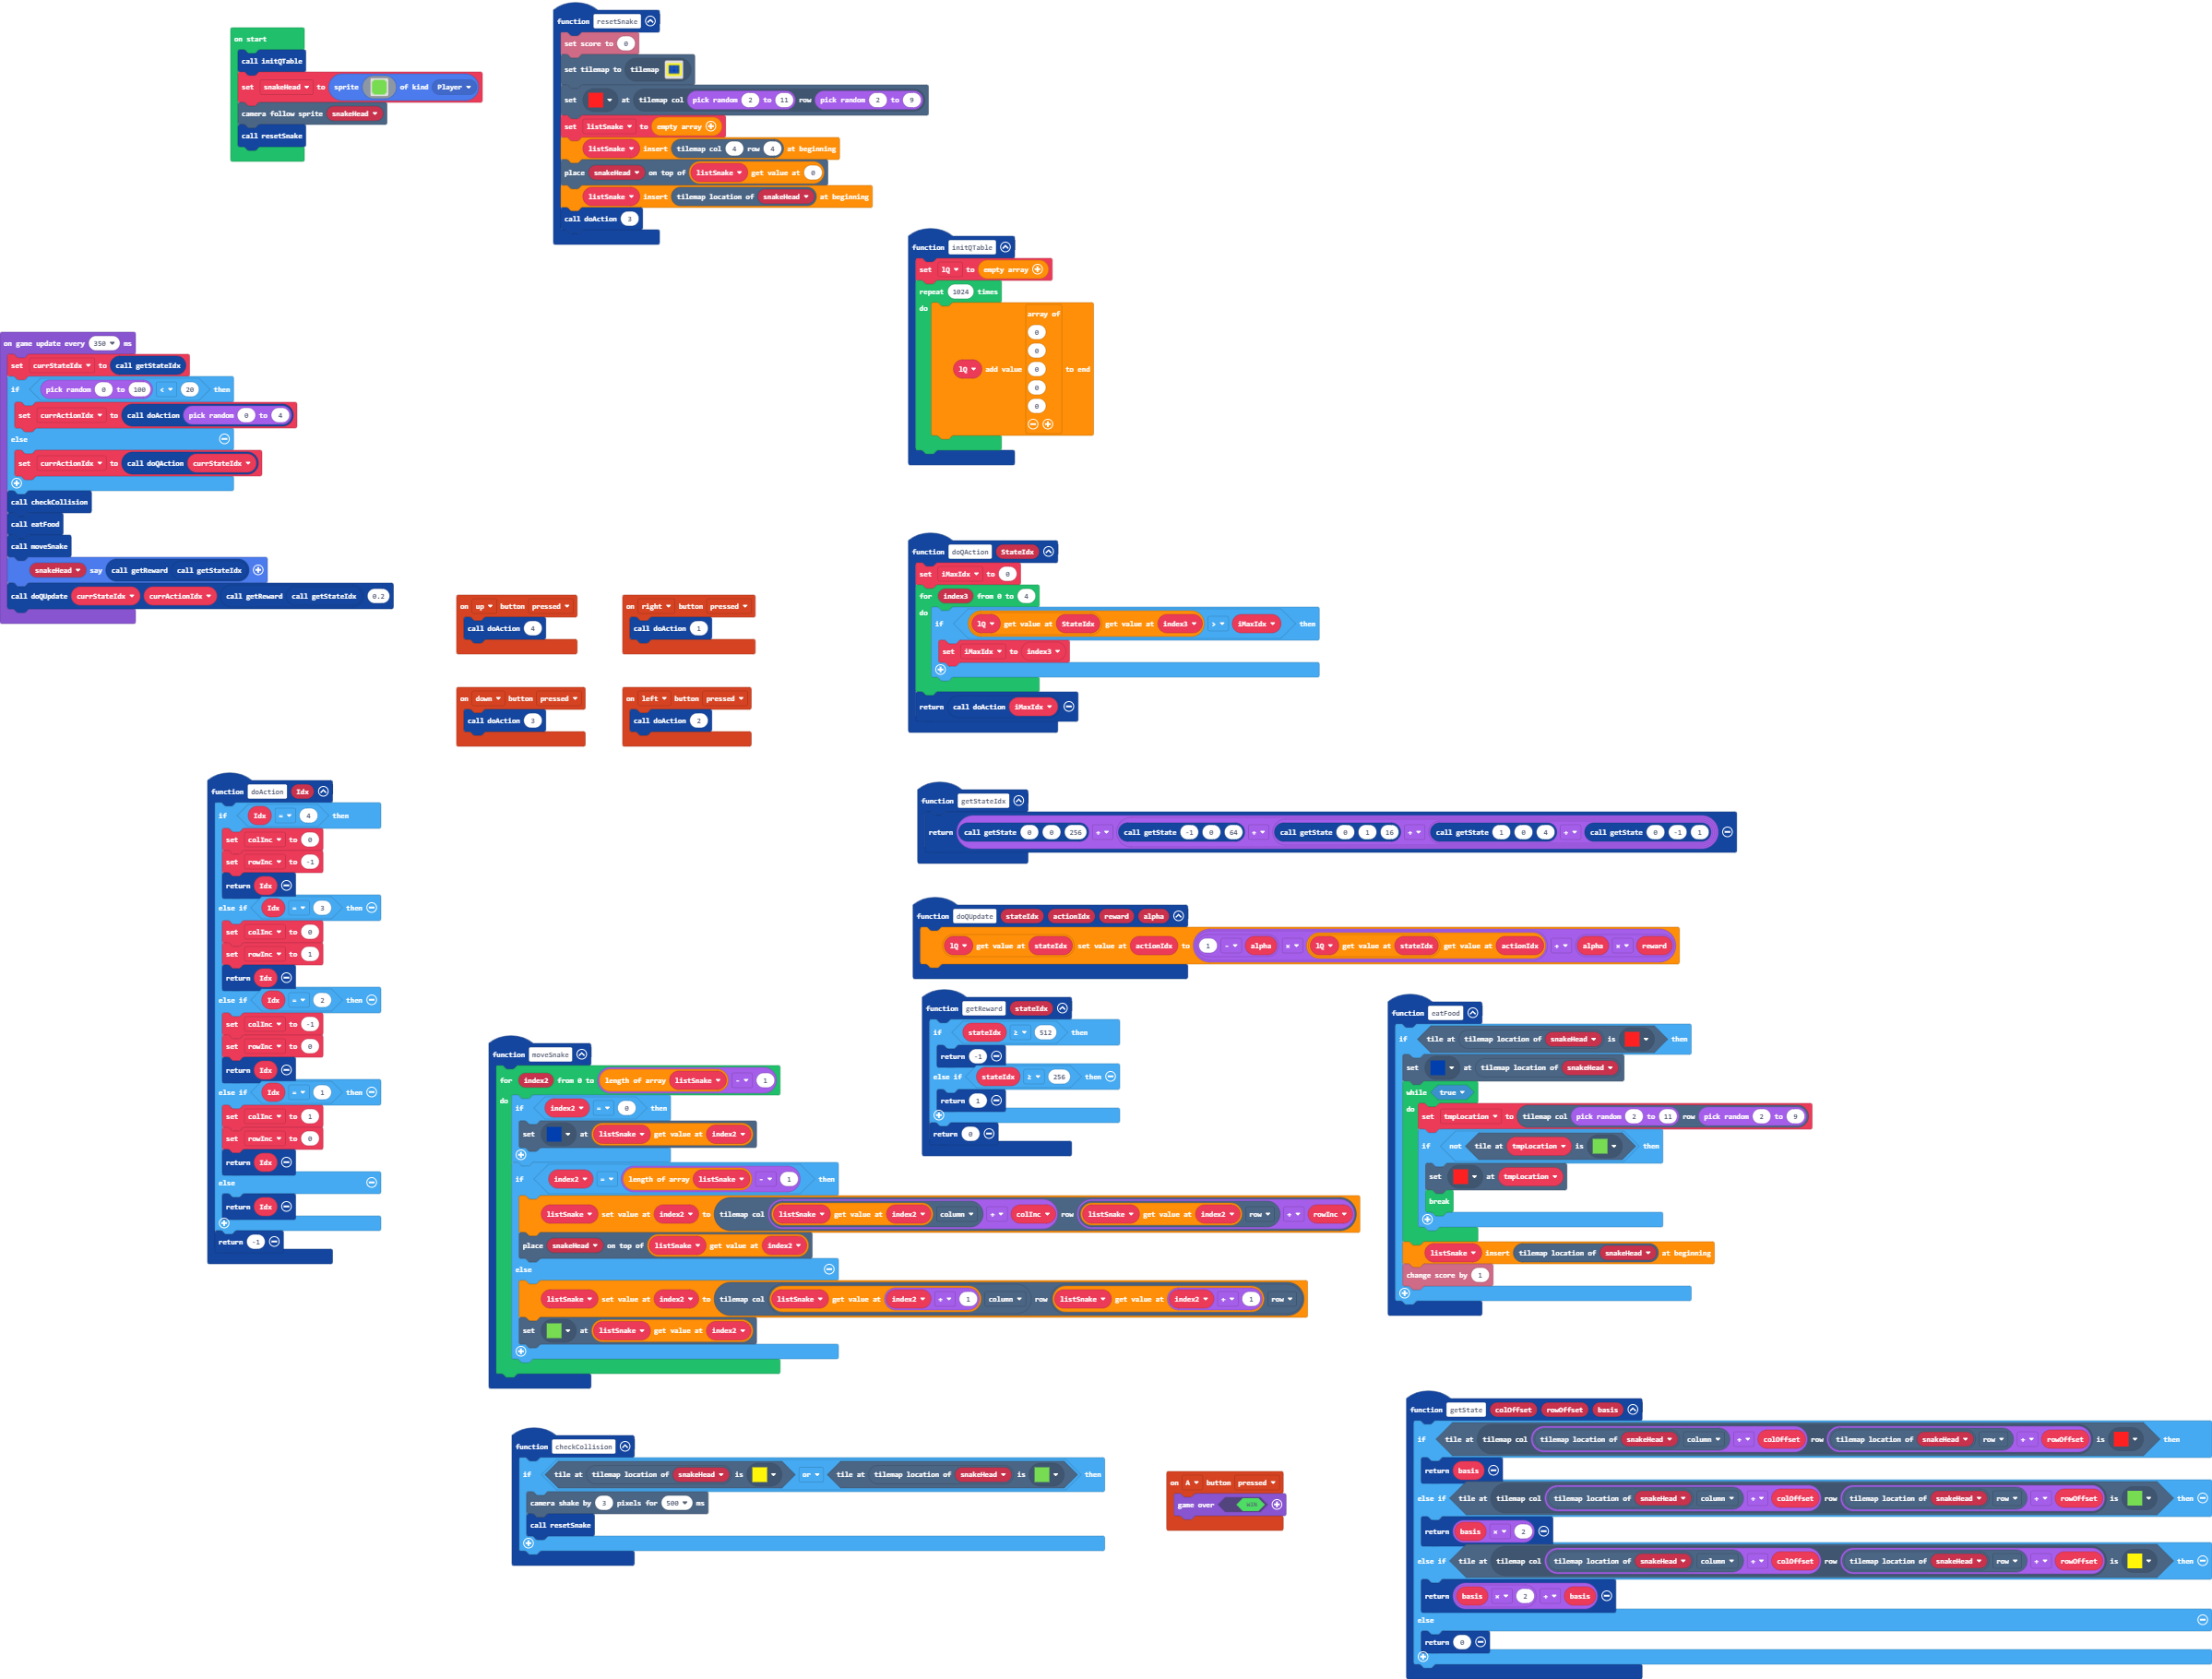 on start
call initQTable
set snakeHead to sprite of kind Player
camera follow sprite snakeHead
call resetSnake
function resetSnake
set score to 0
set tilemap to tilemap
set at tilemap col pick random 2 to 11 row pick random 2 to 9
set listSnake to empty array
listSnake insert tilemap col 4 row 4 at beginning
place snakeHead on top of listSnake get value at 0
listSnake insert tilemap location of snakeHead at beginning
call doAction 3
function initQTable
set lQ to empty array
repeat 1024 times
do
array of
0
0
lQ add value 0 to end
0
0
on game update every 350 ms
set currStateIdx to call getStateIdx
if pick random 0 to 100 < 20 then
set currActionIdx to call doAction pick random 0 to 4
else
set currActionIdx to call doQAction currStateIdx
call checkCollision
call eatFood
call moveSnake
snakeHead say call getReward call getStateIdx
call doQUpdate currStateIdx currActionIdx call getReward call getStateIdx 0.2
on up button pressed
call doAction 4
on right button pressed
call doAction 1
on down button pressed
call doAction 3
on left button pressed
call doAction 2
function doQAction StateIdx
set iMaxIdx to 0
for index3 from 0 to 4
do
if lQ get value at StateIdx get value at index3 > iMaxIdx then
set iMaxIdx to index3
return call doAction iMaxIdx
function doAction Idx
if Idx = 4 then
set colInc to 0
set rowInc to -1
return Idx
else if Idx = 3 then
set colInc to 0
set rowInc to 1
return Idx
else if Idx = 2 then
set colInc to -1
set rowInc to 0
return Idx
else if Idx = 1 then
set colInc to 1
set rowInc to 0
return Idx
else
return Idx
return -1
function getStateIdx
return call getState 0 0 256 + call getState -1 0 64 + call getState 0 1 16 + call getState 1 0 4 + call getState 0 -1 1
function doQUpdate stateIdx actionIdx reward alpha
lQ get value at stateIdx set value at actionIdx to 1 - alpha × lQ get value at stateIdx get value at actionIdx + alpha × reward
function getReward stateIdx
if stateIdx ≥ 512 then
return -1
else if stateIdx ≥ 256 then
return 1
return 0
function eatFood
if tile at tilemap location of snakeHead is then
set at tilemap location of snakeHead
while true
do
set tmpLocation to tilemap col pick random 2 to 11 row pick random 2 to 9
if not tile at tmpLocation is then
set at tmpLocation
break
listSnake insert tilemap location of snakeHead at beginning
change score by 1
function moveSnake
for index2 from 0 to length of array listSnake - 1
do
if index2 = 0 then
set at listSnake get value at index2
if index2 = length of array listSnake - 1 then
listSnake set value at index2 to tilemap col listSnake get value at index2 column + colInc row listSnake get value at index2 row + rowInc
place snakeHead on top of listSnake get value at index2
else
listSnake set value at index2 to tilemap col listSnake get value at index2 + 1 column row listSnake get value at index2 + 1 row
set at listSnake get value at index2
function checkCollision
if tile at tilemap location of snakeHead is or tile at tilemap location of snakeHead is then
camera shake by 3 pixels for 500 ms
call resetSnake
on A button pressed
game over WIN
function getState colOffset rowOffset basis
if tile at tilemap col tilemap location of snakeHead column + colOffset row tilemap location of snakeHead row + rowOffset is then
return basis
else if tile at tilemap col tilemap location of snakeHead column + colOffset row tilemap location of snakeHead row + rowOffset is then
return basis × 2
else if tile at tilemap col tilemap location of snakeHead column + colOffset row tilemap location of snakeHead row + rowOffset is then
return basis × 2 + basis
else
return 0